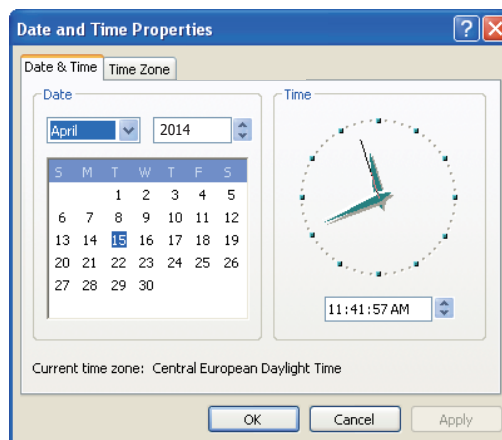 Date and Time Properties
Date & Time Time Zone
Date
April 2014
S M T W T F S
1 2 3 4 5
6 7 8 9 10 11 12
13 14 15 16 17 18 19
20 21 22 23 24 25 26
27 28 29 30
Time
11:41:57 AM
Current time zone: Central European Daylight Time
OK Cancel Apply